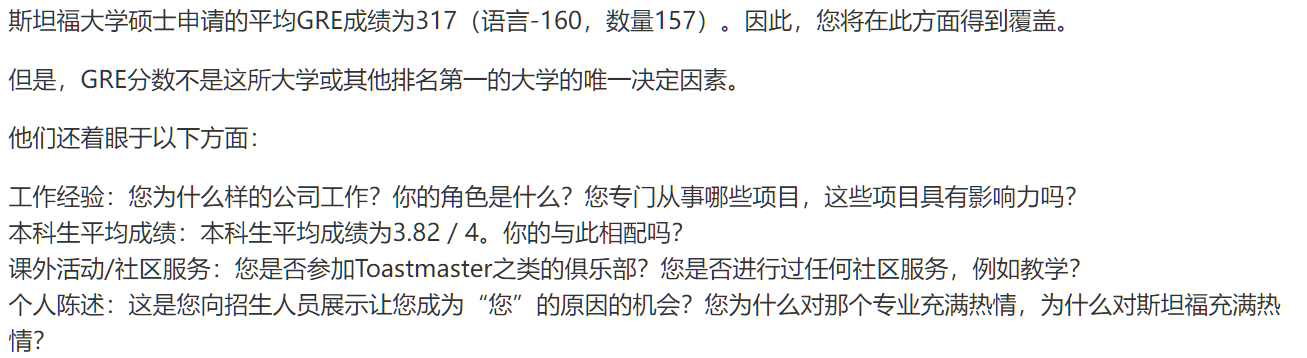 斯坦福大学硕士申请的平均GRE成绩为317（语言-160，数量157）。因此，您将在此方面得到覆盖。
但是，GRE分数不是这所大学或其他排名第一的大学的唯一决定因素。
他们还着眼于以下方面：
工作经验：您为什么样的公司工作？你的角色是什么？您专门从事哪些项目，这些项目具有影响力吗？
本科生平均成绩：本科生平均成绩为3.82 / 4。你的与此相配吗？
课外活动/社区服务：您是否参加Toastmaster之类的俱乐部？您是否进行过任何社区服务，例如教学？
个人陈述：这是您向招生人员展示让您成为“您”的原因的机会？您为什么对那个专业充满热情，为什么对斯坦福充满热
情？